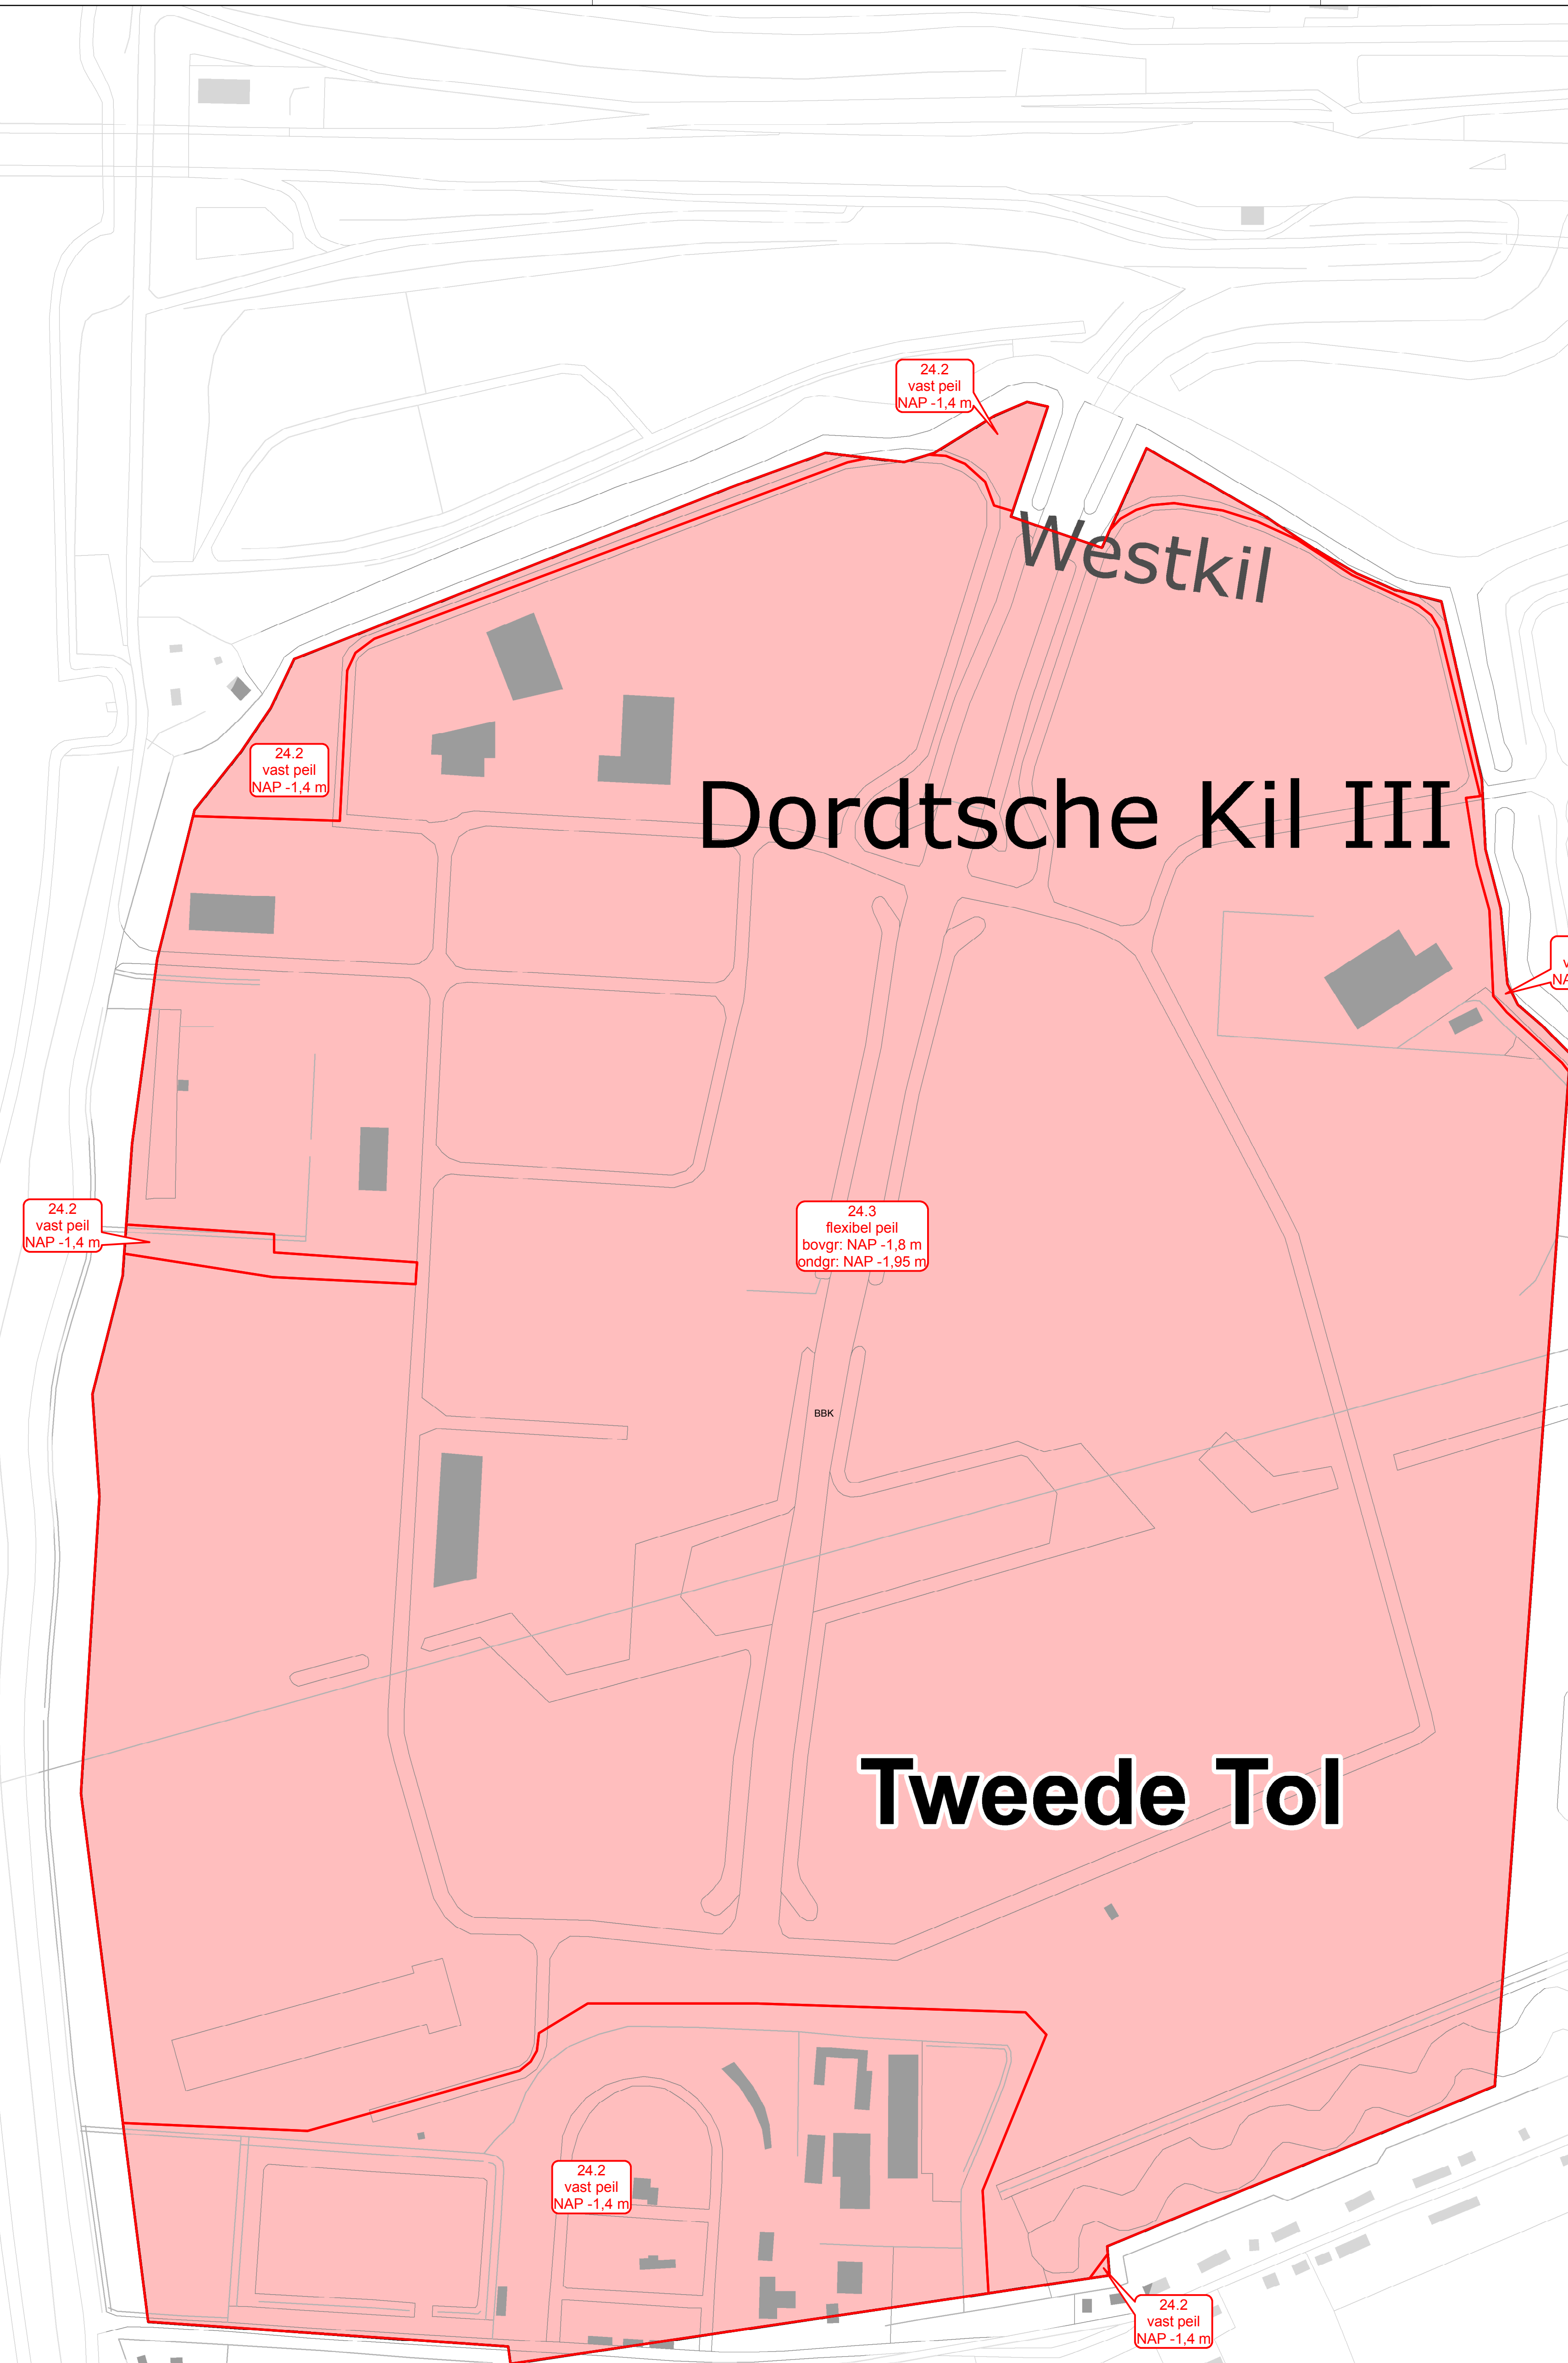 24.2
vast peil
NAP -1,4 m
Westkil
24.2
vast peil
NAP -1,4 m
Dordtsche Kil III
24.2
vast peil
NAP -1,4 m
24.3
flexibel peil
bovgr: NAP -1,8 m
ondgr: NAP -1,95 m
BBK
Tweede Tol
24.2
vast peil
NAP -1,4 m
24.2
vast peil
NAP -1,4 m